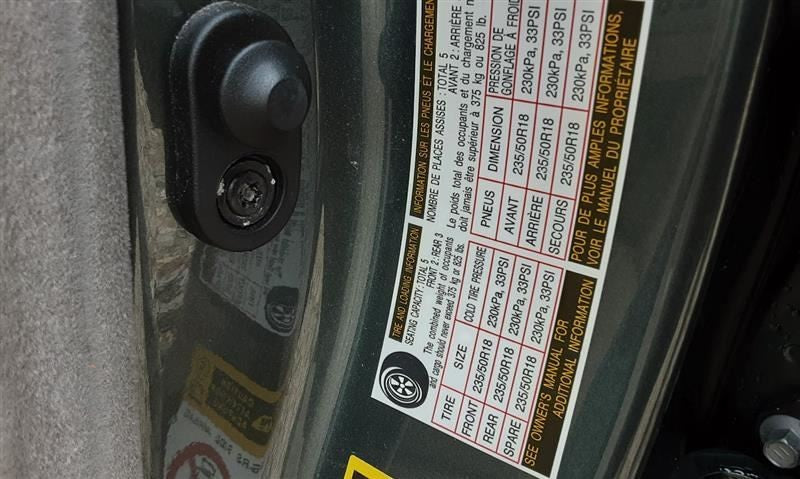 TIRE AND LOADING INFORMATION
SEATING CAPACITY : TOTAL 5
FRONT 2 : REAR 3
The combined weight of occupants
and cargo should never exceed 375 kg or 825 lbs.
TIRE SIZE COLD TIRE PRESSURE
FRONT 235/50R18 230kPa, 33PSI
REAR 235/50R18 230kPa, 33PSI
SPARE 235/50R18 230kPa, 33PSI
SEE OWNER'S MANUAL FOR
ADDITIONAL INFORMATION
INFORMATION SUR LES PNEUS ET LE CHARGEMENT
NOMBRE DE PLACES ASSISES : TOTAL 5
AVANT 2 : ARRIÈRE
Le poids total des occupants et du chargement
doit jamais être supérieur à 375 kg ou 825 lb.
PNEUS DIMENSION PRESSION DE
GONFLAGE À FROID
AVANT 235/50R18 230kPa, 33PSI
ARRIÈRE 235/50R18 230kPa, 33PSI
SECOURS 235/50R18 230kPa, 33PSI
POUR DE PLUS AMPLES INFORMATIONS,
VOIR LE MANUEL DU PROPRIÉTAIRE